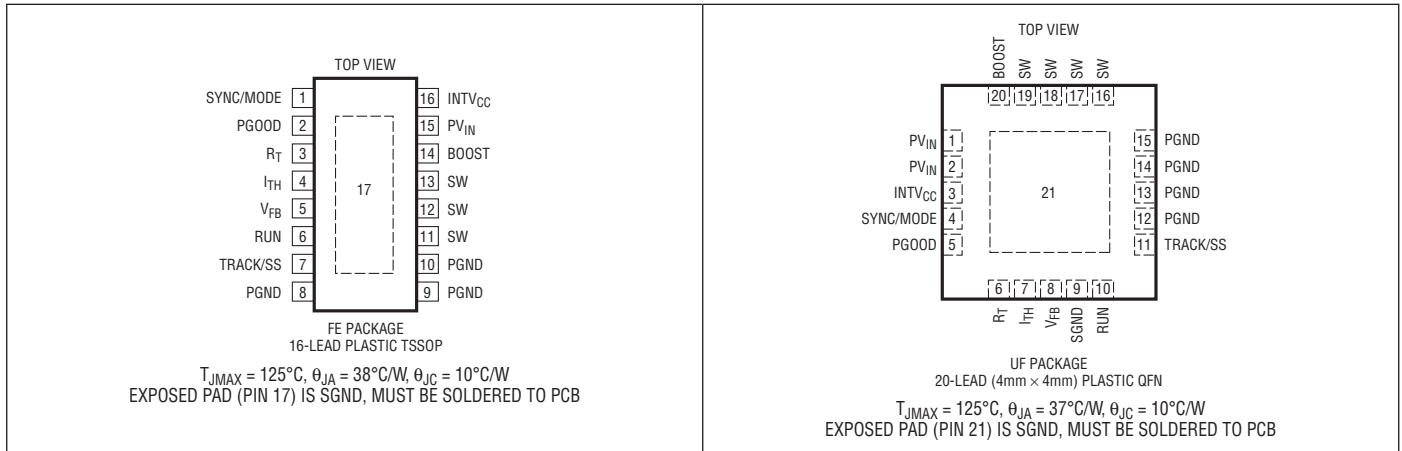 TOP VIEW
SYNC/MODE 1
PGOOD 2
RT 3
ITH 4
VFB 5
RUN 6
TRACK/SS 7
PGND 8
17
16 INTVCC
15 PVIN
14 BOOST
13 SW
12 SW
11 SW
10 PGND
9 PGND
FE PACKAGE
16-LEAD PLASTIC TSSOP
TJMAX = 125°C, θJA = 38°C/W, θJC = 10°C/W
EXPOSED PAD (PIN 17) IS SGND, MUST BE SOLDERED TO PCB
TOP VIEW
BOOST SW SW SW SW
20 19 18 17 16
PVIN 1
PVIN 2
INTVCC 3
SYNC/MODE 4
PGOOD 5
21
15 PGND
14 PGND
13 PGND
12 PGND
11 TRACK/SS
6 7 8 9 10
RT ITH VFB SGND RUN
UF PACKAGE
20-LEAD (4mm × 4mm) PLASTIC QFN
TJMAX = 125°C, θJA = 37°C/W, θJC = 10°C/W
EXPOSED PAD (PIN 21) IS SGND, MUST BE SOLDERED TO PCB